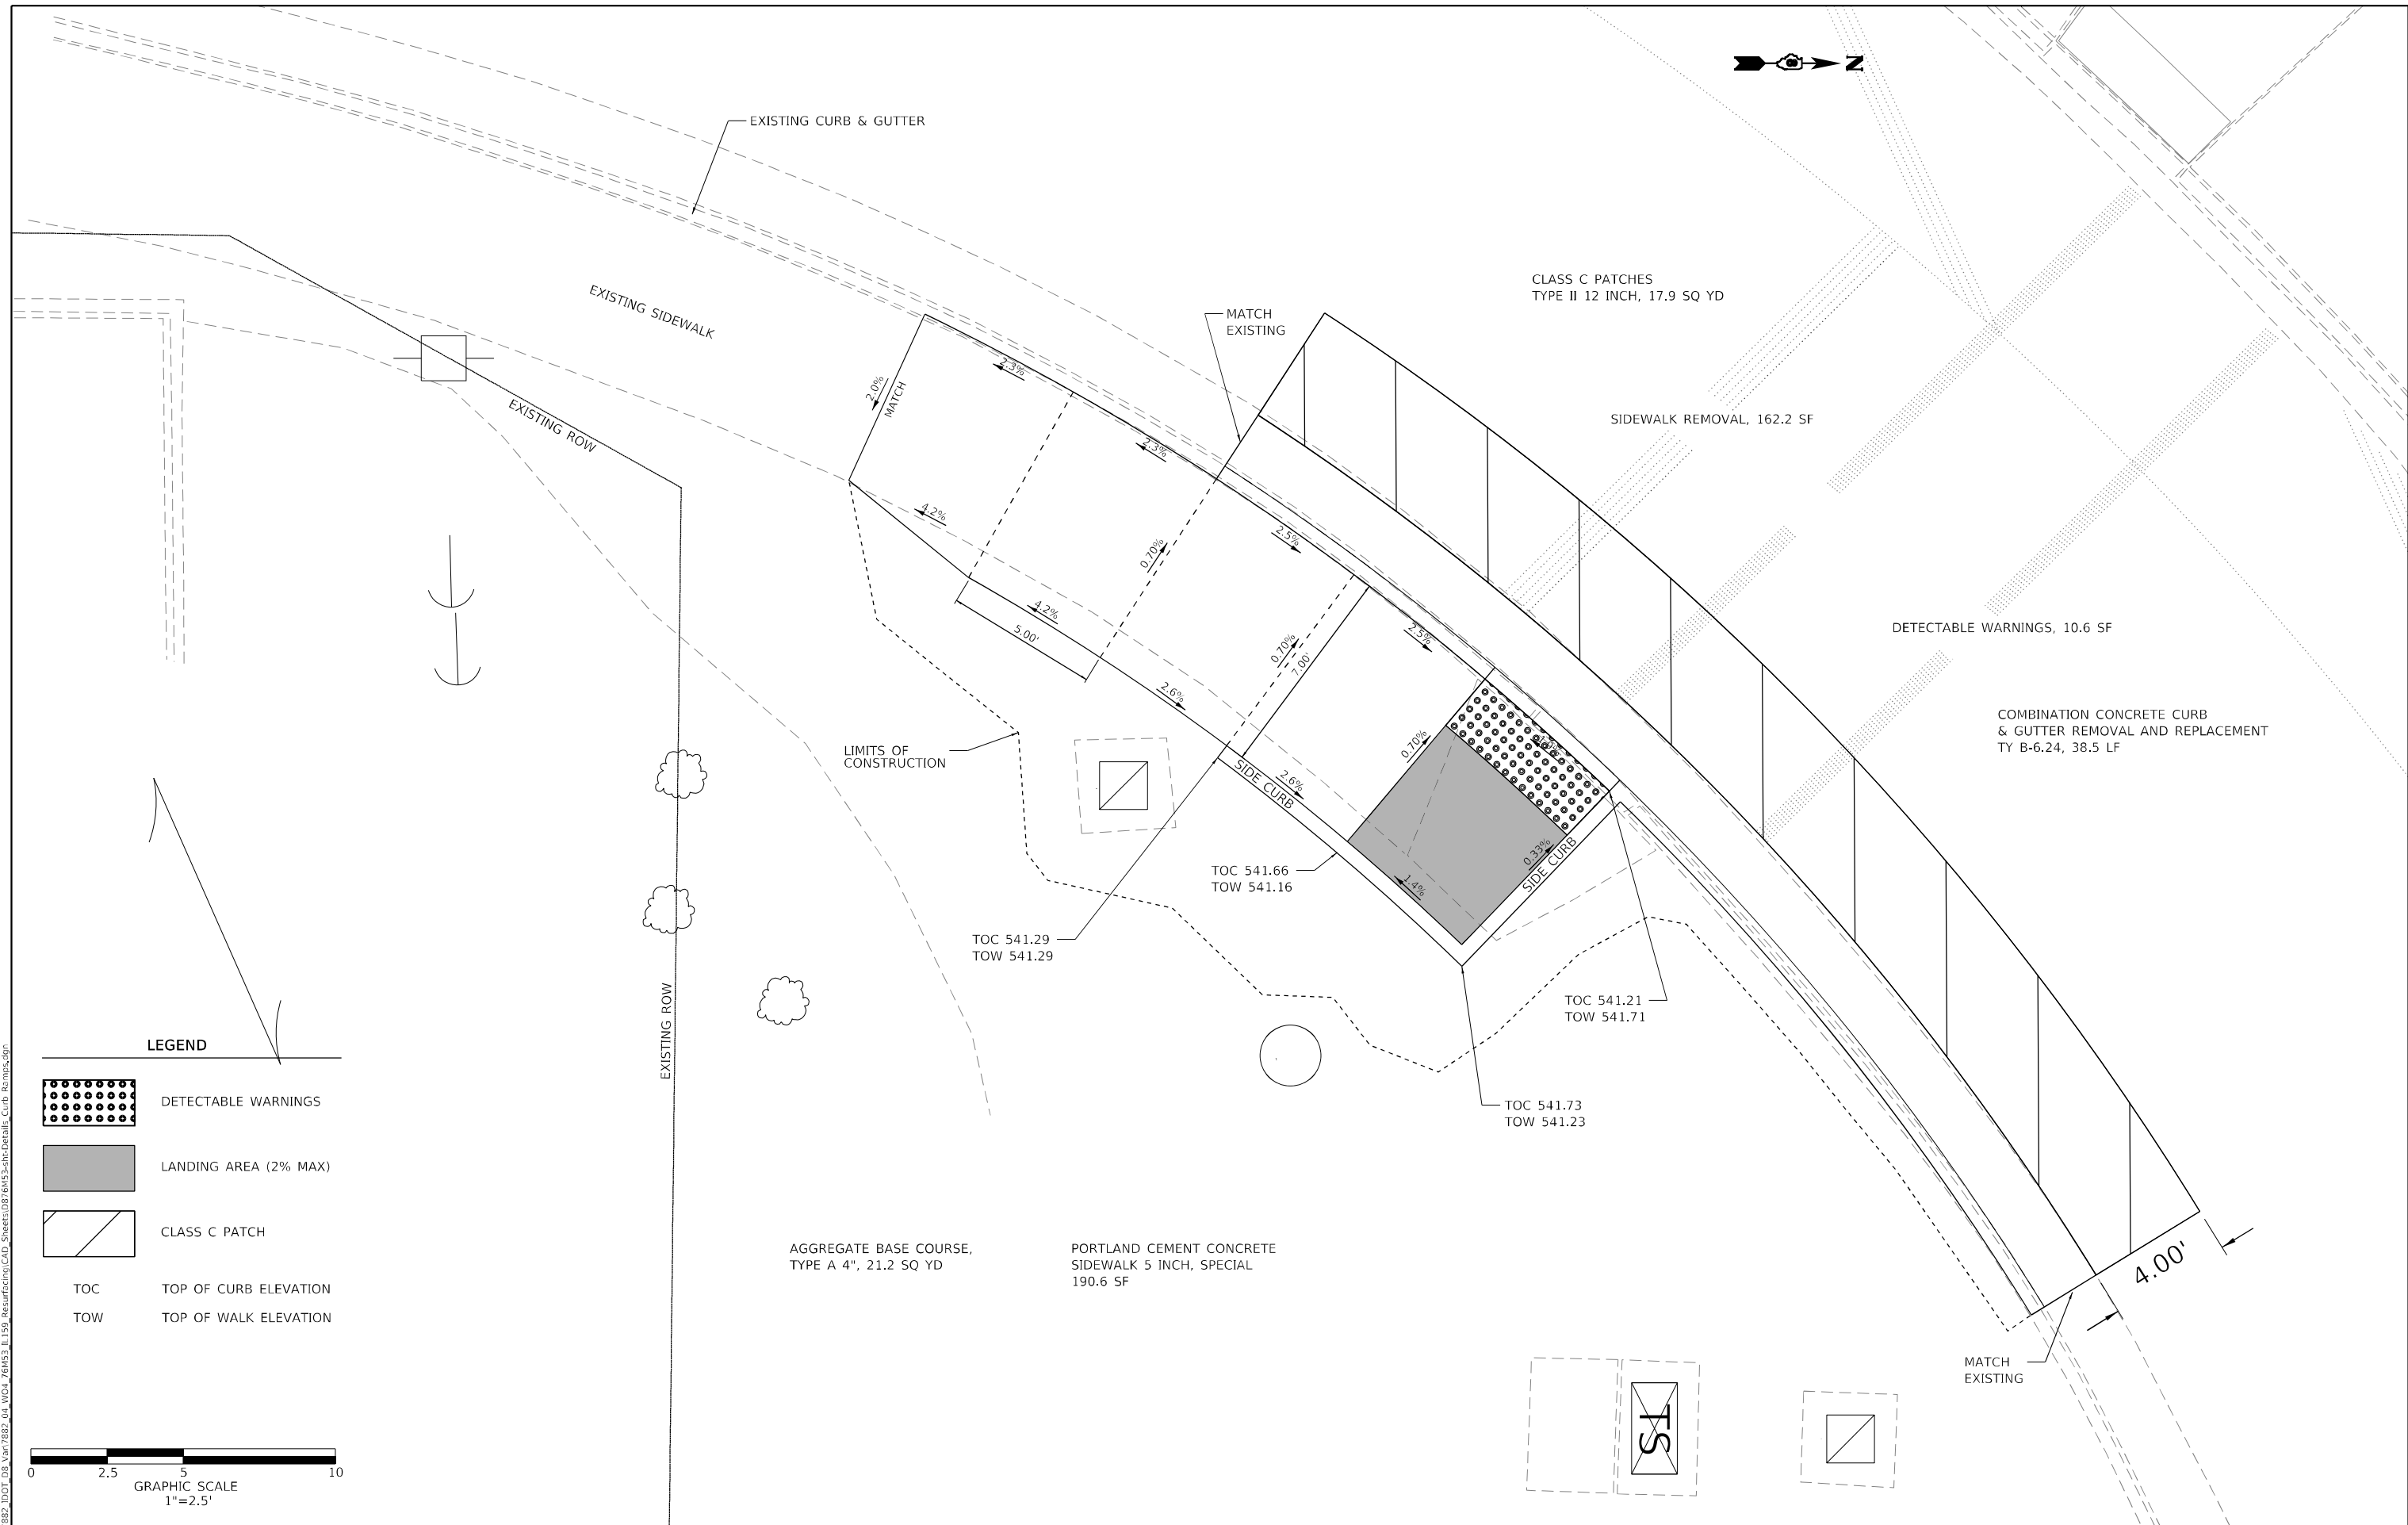 N
EXISTING CURB & GUTTER
CLASS C PATCHES
TYPE II 12 INCH, 17.9 SQ YD
EXISTING SIDEWALK
MATCH
EXISTING
2.3%
2.0%
MATCH
EXISTING ROW
SIDEWALK REMOVAL, 162.2 SF
2.3%
4.2%
0.70%
2.5%
4.2%
5.00'
2.5%
0.70%
7.00'
DETECTABLE WARNINGS, 10.6 SF
2.6%
COMBINATION CONCRETE CURB
& GUTTER REMOVAL AND REPLACEMENT
TY B-6.24, 38.5 LF
LIMITS OF
CONSTRUCTION
0.70%
SIDE CURB
2.6%
0.33%
SIDE CURB
1.4%
TOC 541.66
TOW 541.16
TOC 541.29
TOW 541.29
TOC 541.21
TOW 541.71
EXISTING ROW
TOC 541.73
TOW 541.23
LEGEND
DETECTABLE WARNINGS
LANDING AREA (2% MAX)
CLASS C PATCH
TOC TOP OF CURB ELEVATION
TOW TOP OF WALK ELEVATION
AGGREGATE BASE COURSE,
TYPE A 4", 21.2 SQ YD
PORTLAND CEMENT CONCRETE
SIDEWALK 5 INCH, SPECIAL
190.6 SF
4.00'
MATCH
EXISTING
TS
0 2.5 5 10
GRAPHIC SCALE
1"=2.5'